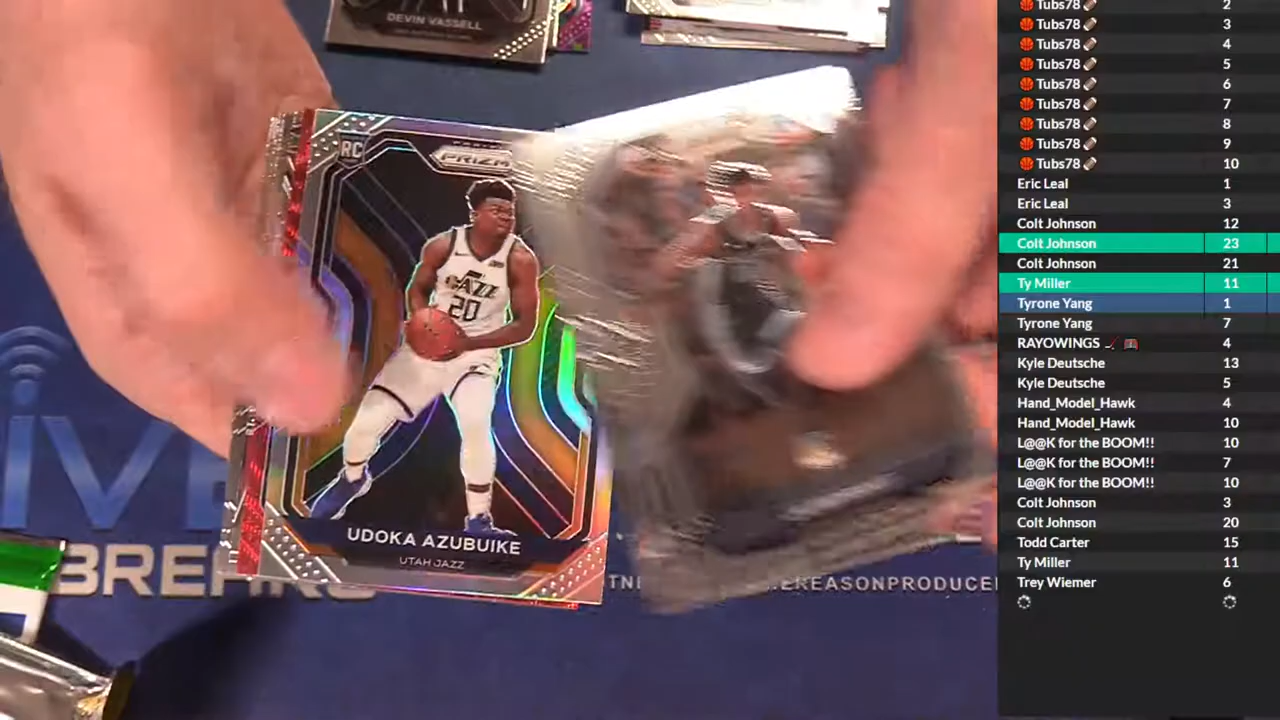 DEVIN VASSELL
RC
PRIZM
JAZZ
20
UDOKA AZUBUIKE
UTAH JAZZ
iV
BREAKS
EREASONPRODUCE
Tubs78 2
Tubs78 3
Tubs78 4
Tubs78 5
Tubs78 6
Tubs78 7
Tubs78 8
Tubs78 9
Tubs78 10
Eric Leal 1
Eric Leal 3
Colt Johnson 12
Colt Johnson 23
Colt Johnson 21
Ty Miller 11
Tyrone Yang 1
Tyrone Yang 7
RAYOWINGS 4
Kyle Deutsche 13
Kyle Deutsche 5
Hand_Model_Hawk 4
Hand_Model_Hawk 10
L@@K for the BOOM!! 10
L@@K for the BOOM!! 7
L@@K for the BOOM!! 10
Colt Johnson 3
Colt Johnson 20
Todd Carter 15
Ty Miller 11
Trey Wiemer 6